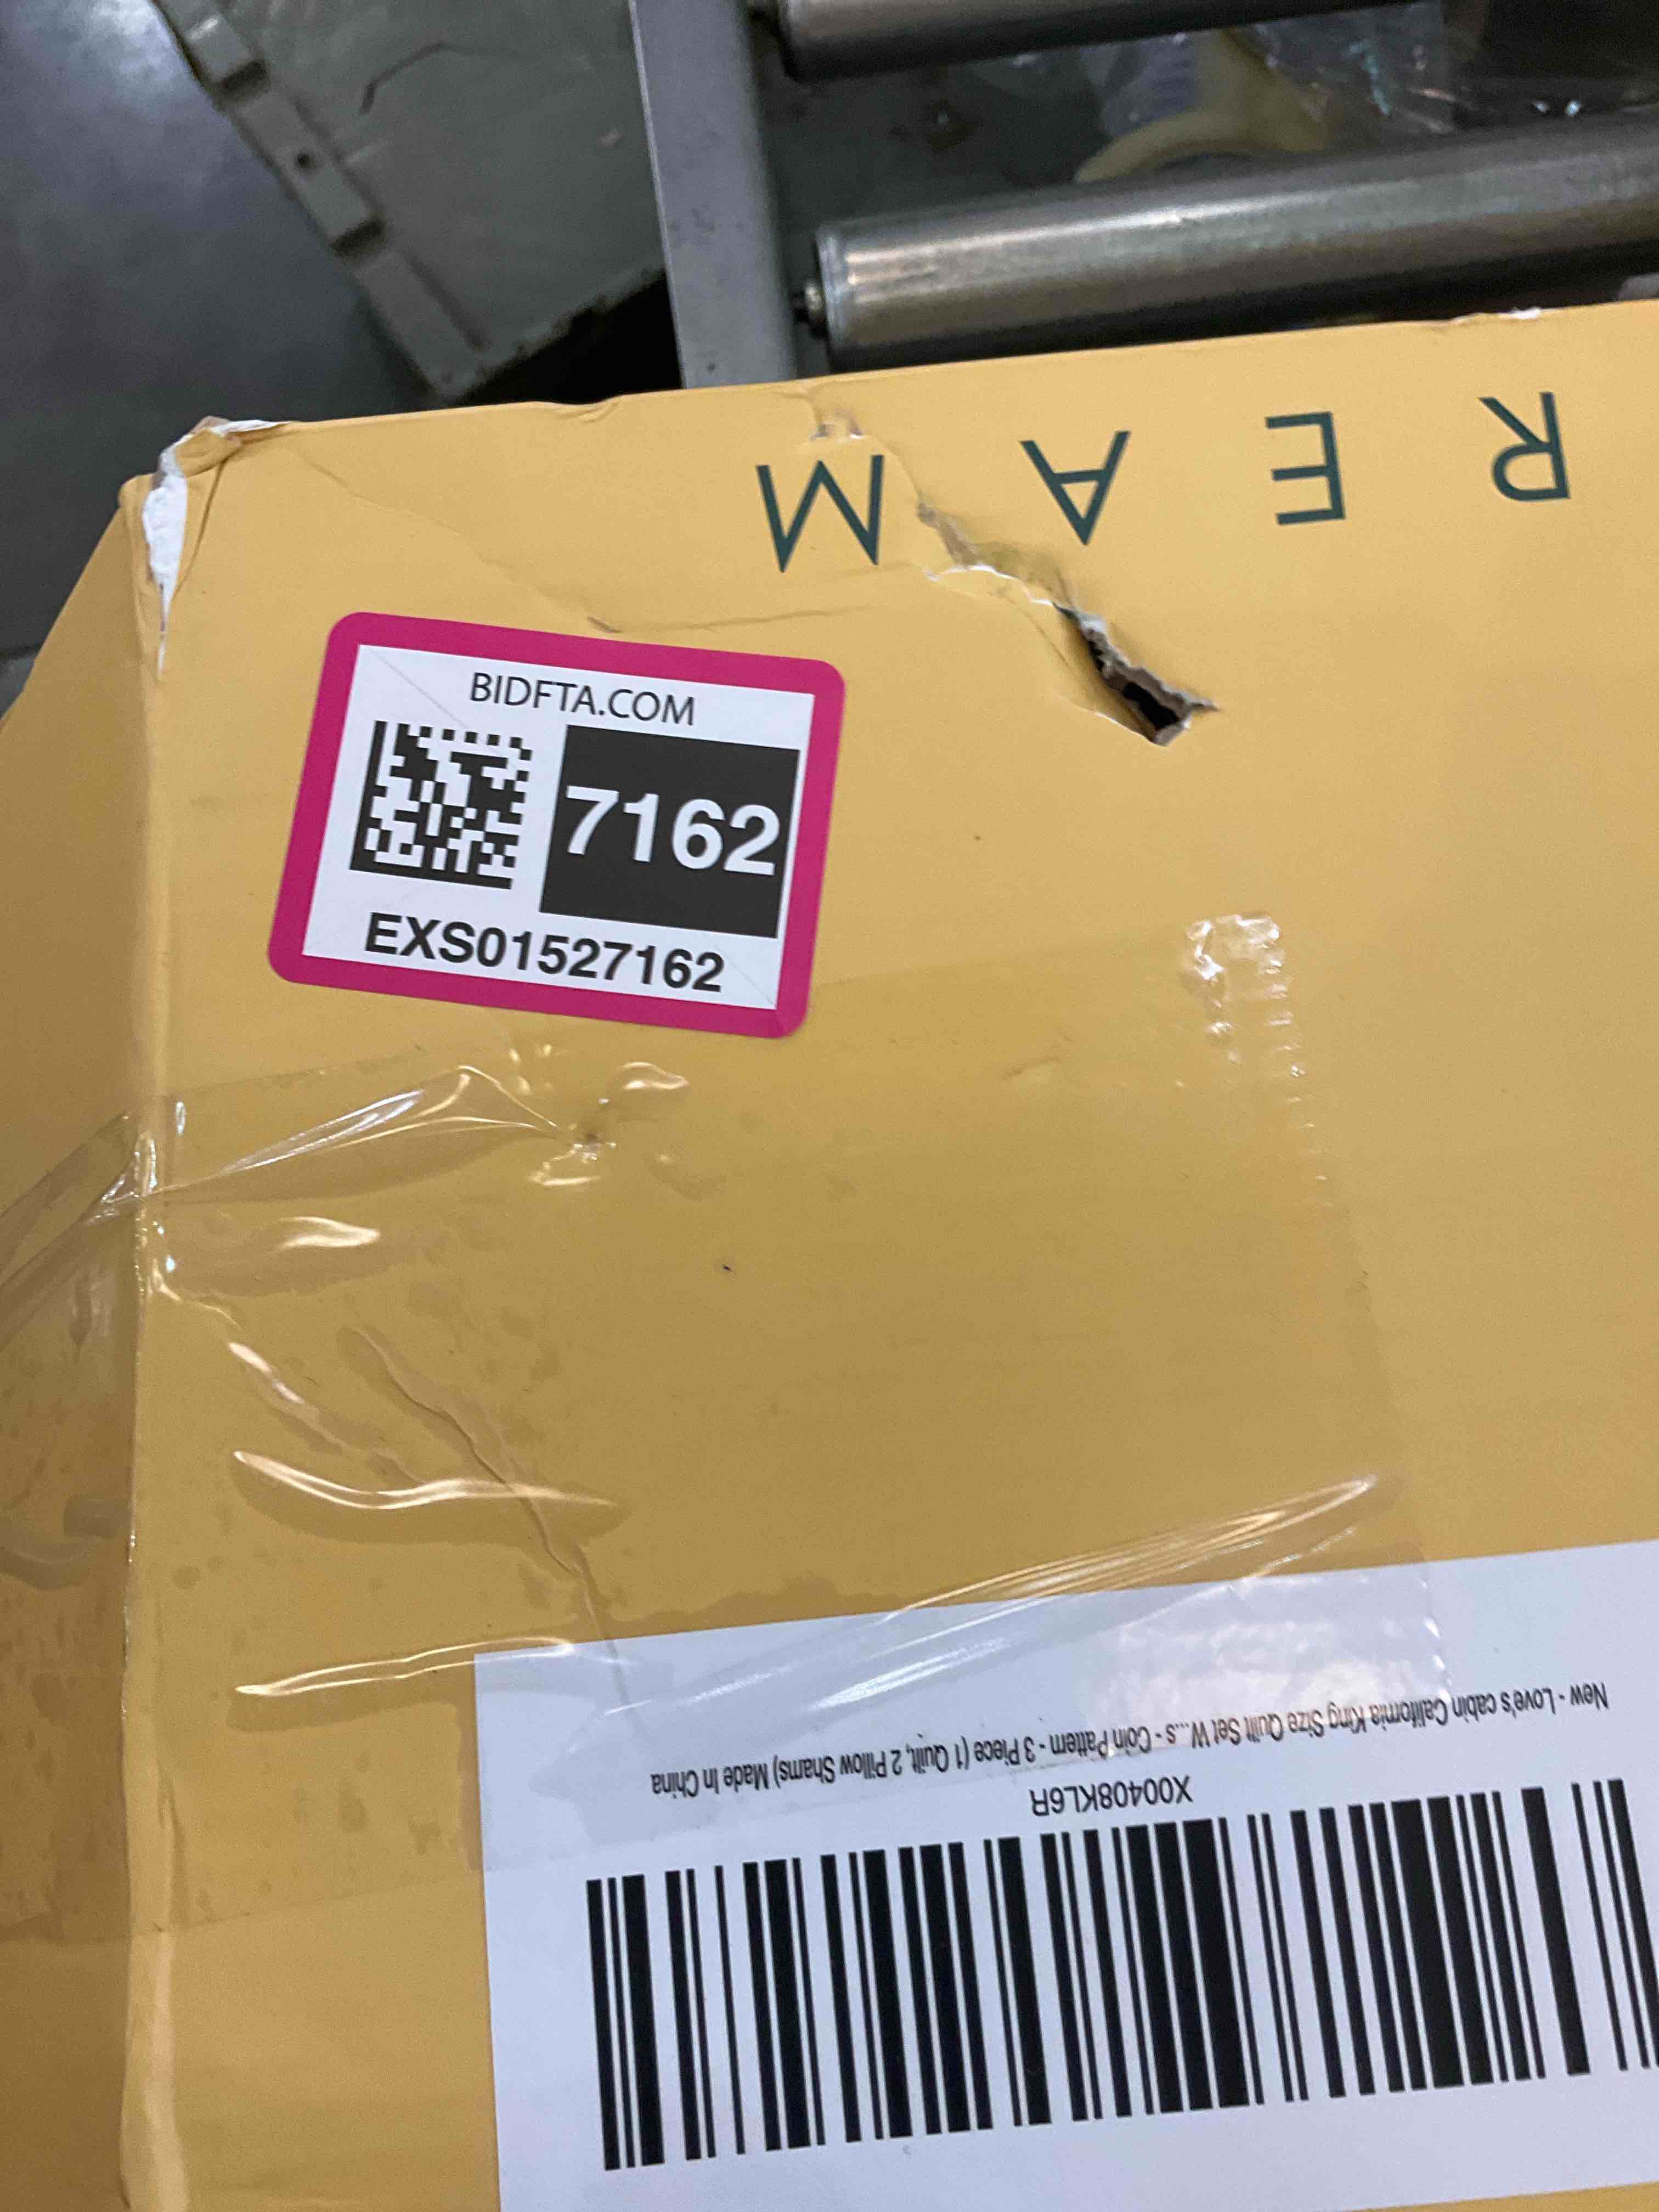 REAM
BIDFTA.COM
7162
EXS01527162
X00408KL6R
New - Love's cabin California King Size Quilt Set W...s - Coin Pattern - 3 Piece (1 Quilt, 2 Pillow Shams) Made In China